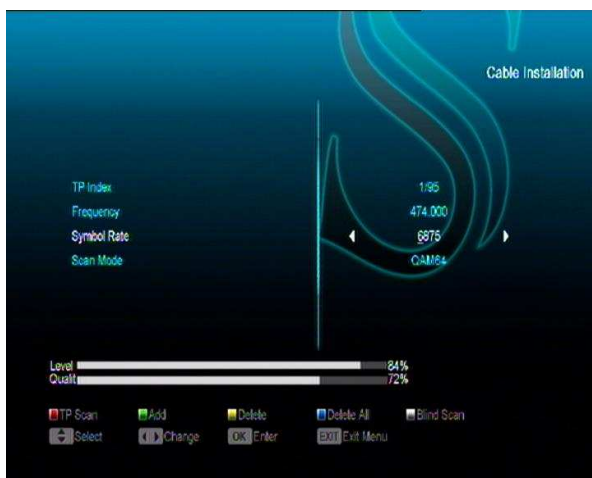 Cable Installation
TP Index 1/95
Frequency 474.000
Symbol Rate 6875
Scan Mode QAM64
Level 84%
Qualit 72%
TP Scan Add Delete Delete All Blind Scan
Select Change OK Enter EXIT Exit Menu